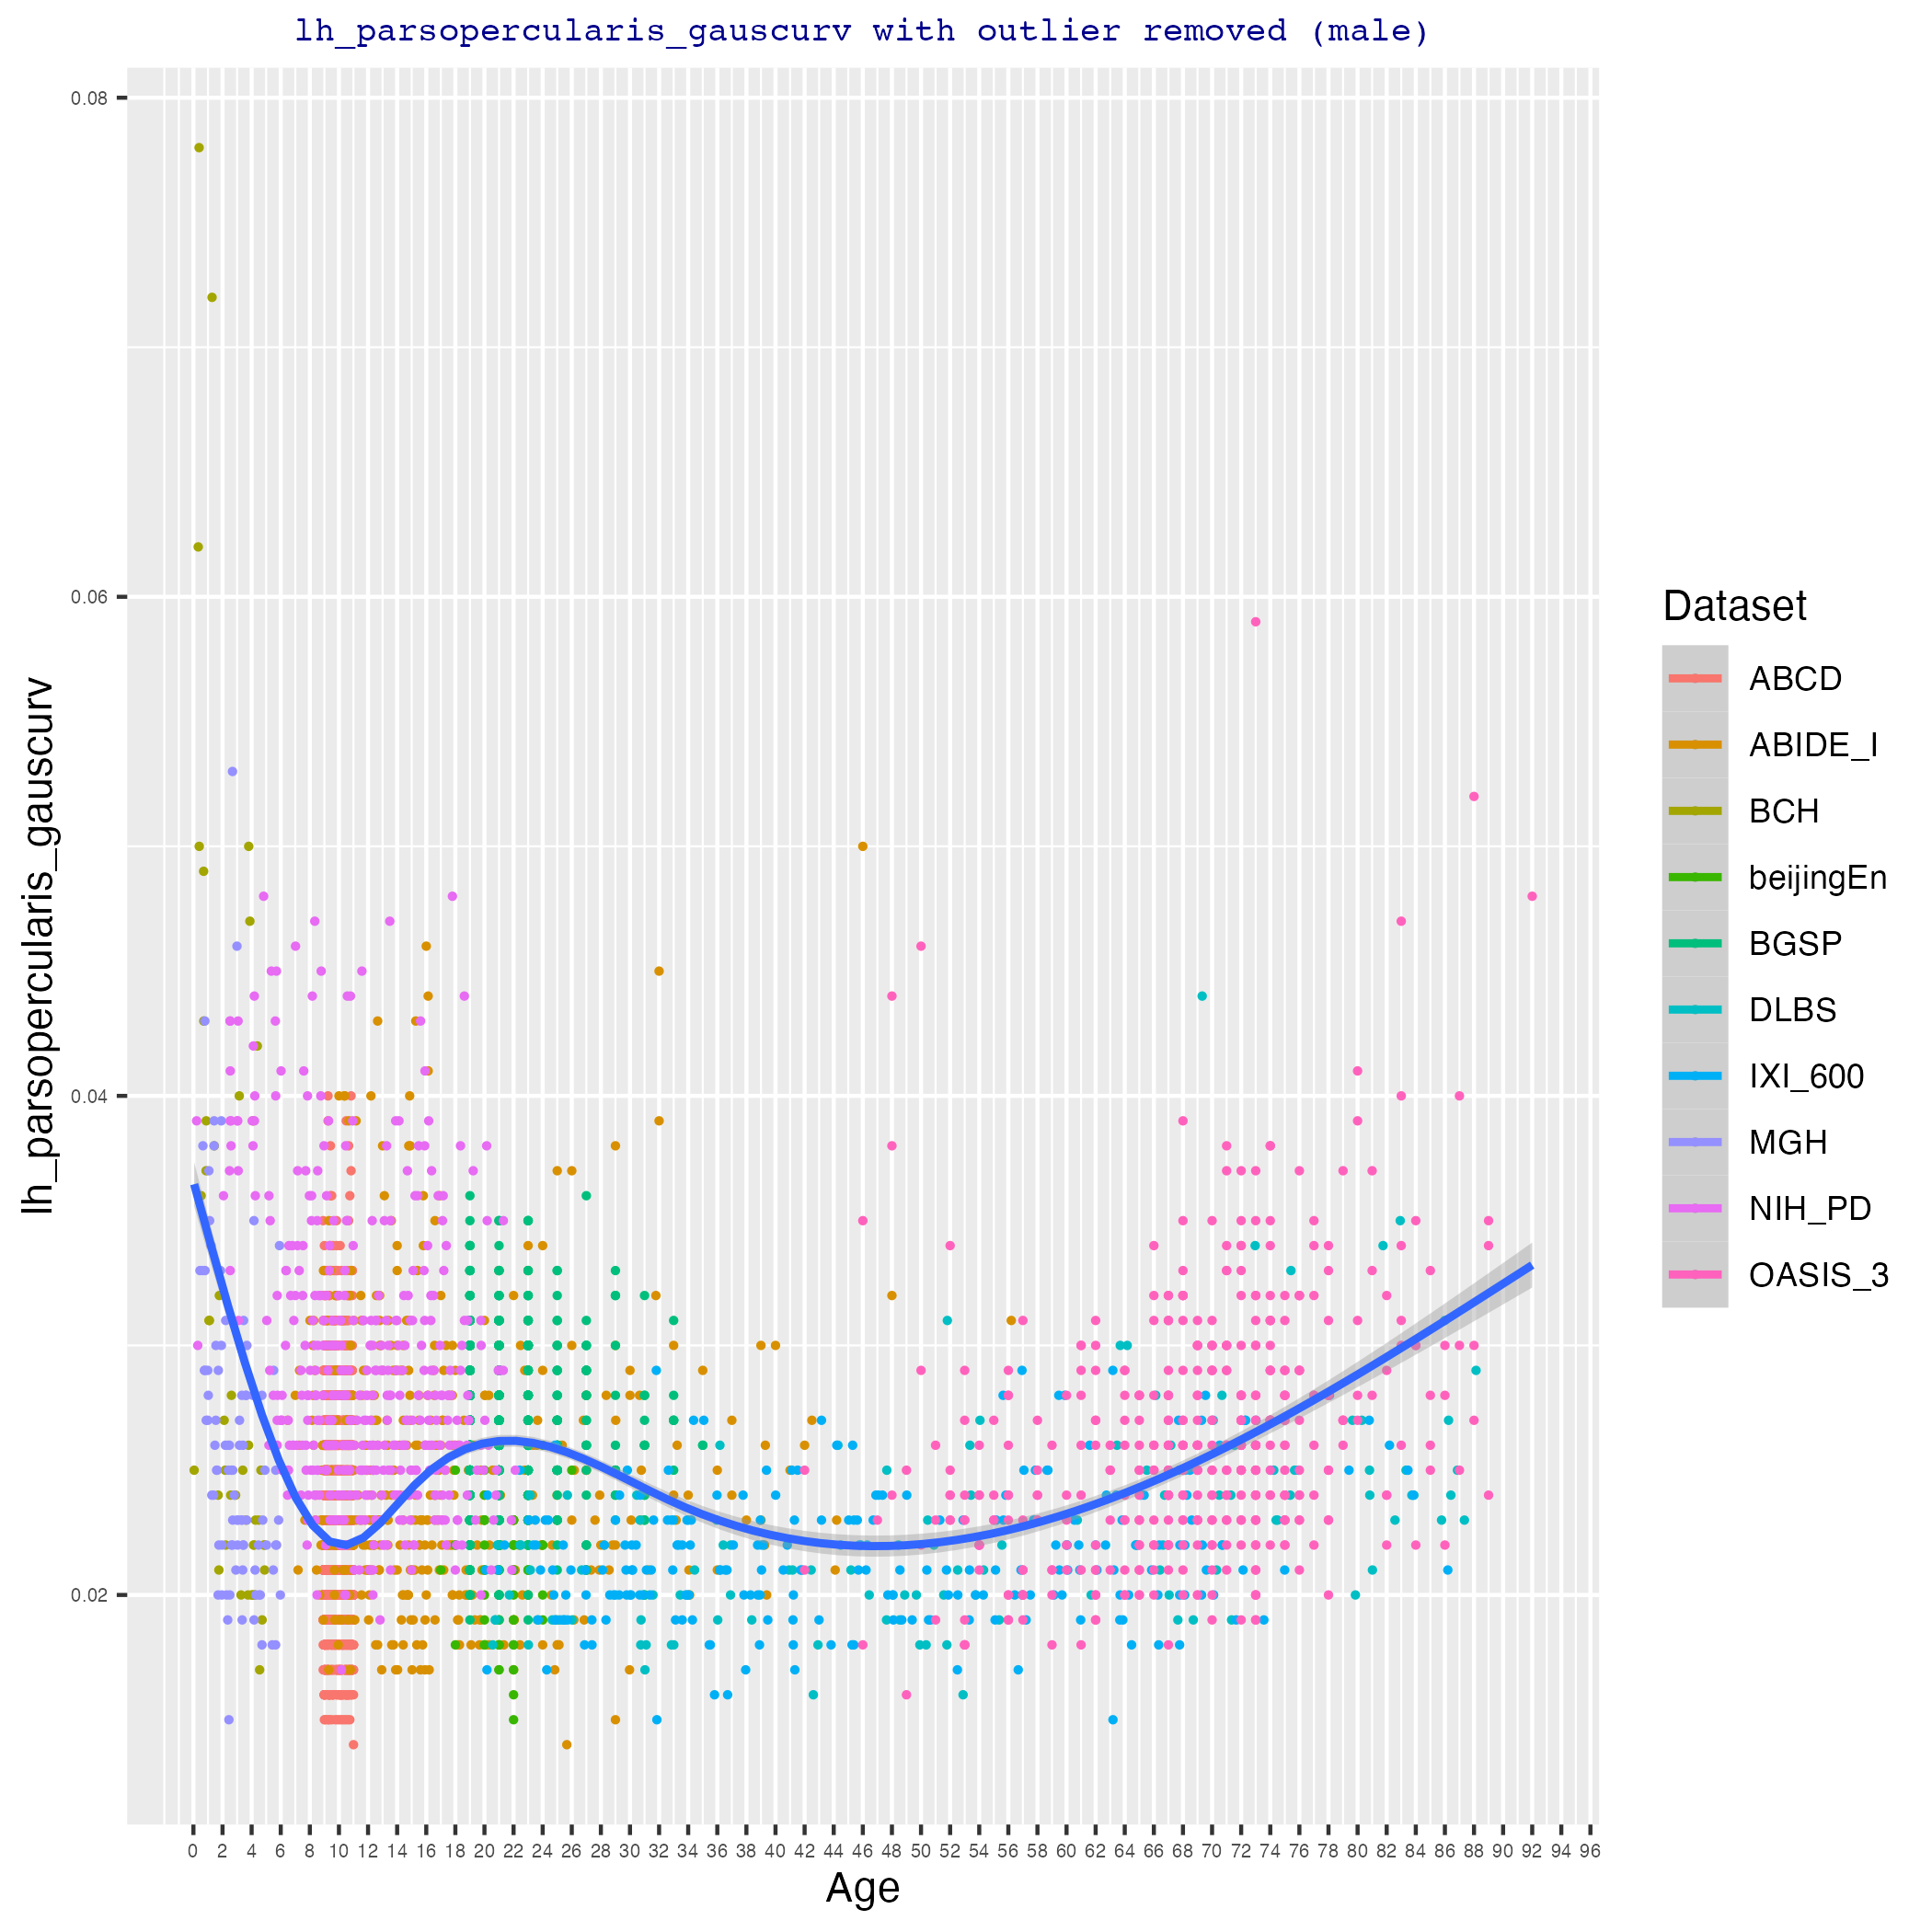 lh_parsopercularis_gauscurv with outlier removed (male)
0.08
0.06
0.04
0.02
lh_parsopercularis_gauscurv
0 2 4 6 8 10 12 14 16 18 20 22 24 26 28 30 32 34 36 38 40 42 44 46 48 50 52 54 56 58 60 62 64 66 68 70 72 74 76 78 80 82 84 86 88 90 92 94 96
Age
Dataset
ABCD
ABIDE_I
BCH
beijingEn
BGSP
DLBS
IXI_600
MGH
NIH_PD
OASIS_3